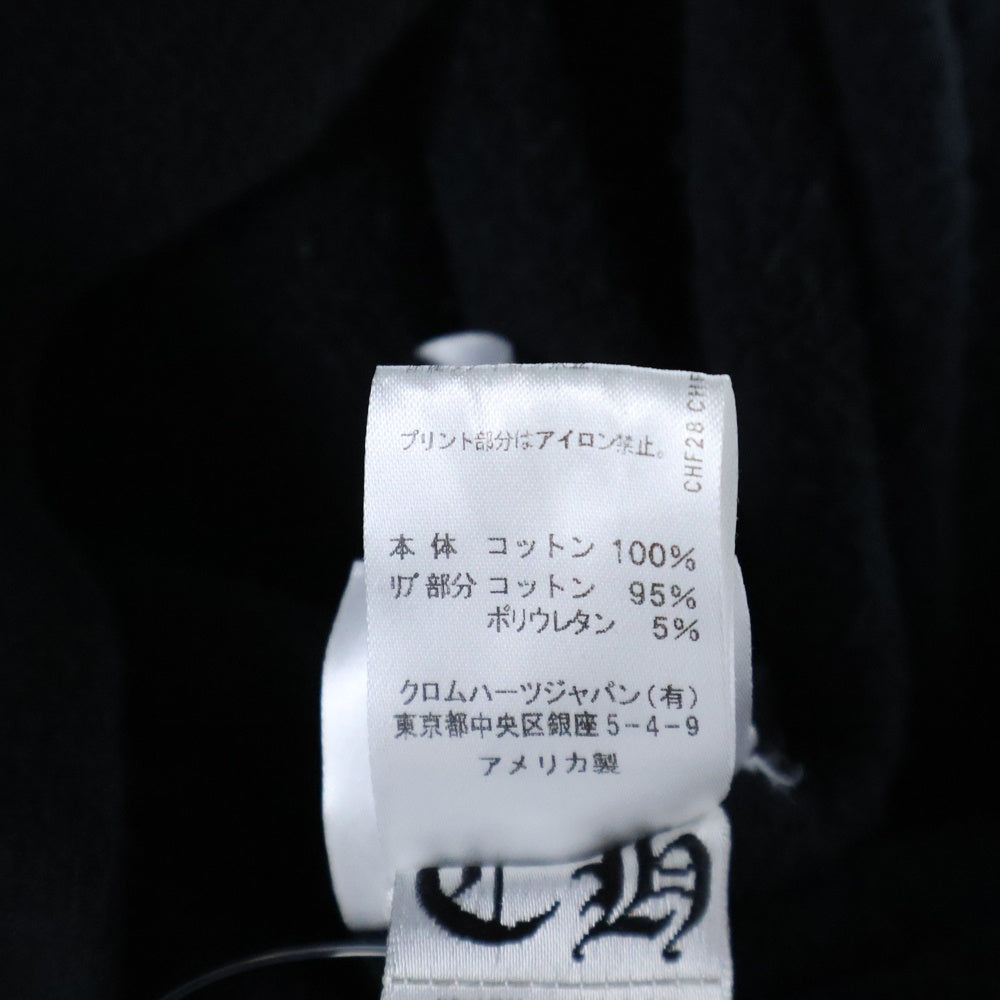 プリント部分はアイロン禁止。
CHF28 CHF
本体 コットン 100%
リブ部分 コットン 95%
ポリウレタン 5%
クロムハーツジャパン(有)
東京都中央区銀座5-4-9
アメリカ製
CH